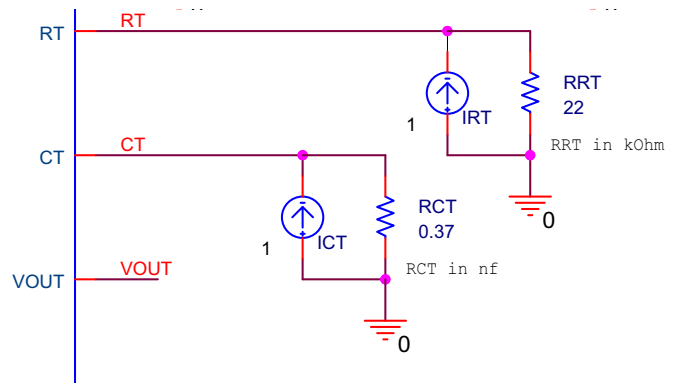 RT
RT
RRT
22
1
IRT
RRT in kOhm
CT
CT
0
RCT
0.37
1
ICT
RCT in nf
VOUT
VOUT
0